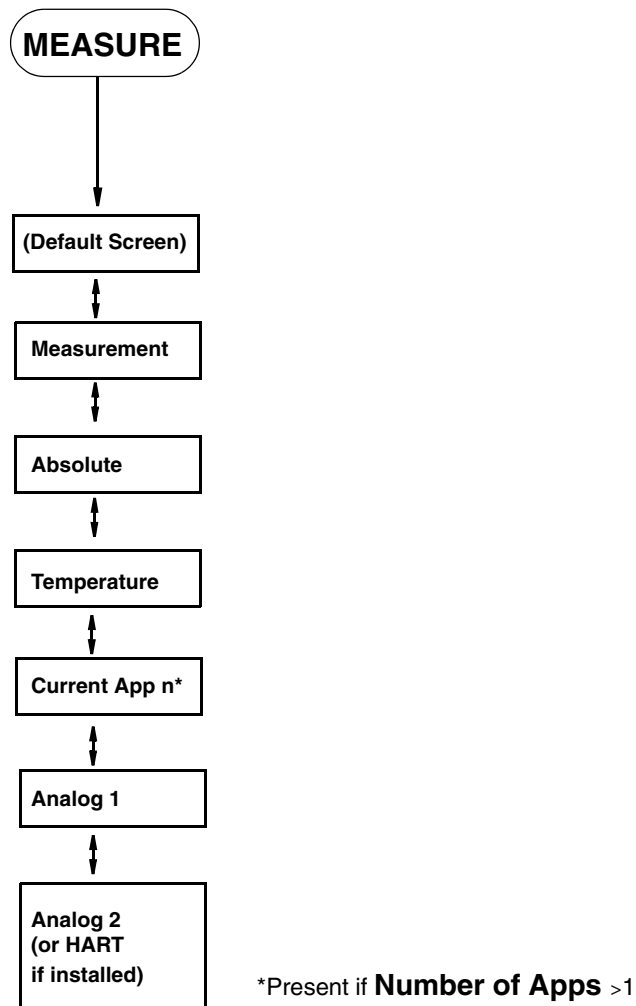 MEASURE
(Default Screen)
Measurement
Absolute
Temperature
Current App n*
Analog 1
Analog 2
(or HART
if installed)
*Present if Number of Apps >1